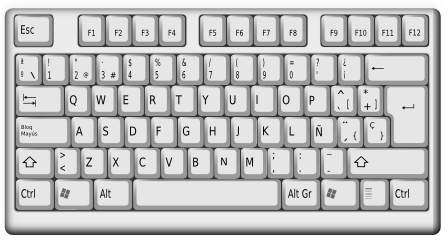 Esc F1 F2 F3 F4 F5 F6 F7 F8 F9 F10 F11 F12
ª º \ ! 1 " 2 @ · 3 # $ 4 % 5 & 6 / 7 ( 8 ) 9 = 0 ? ' ¿ ¡
Q W E R T Y U I O P ^ ` [ * + ]
Bloq Mayús A S D F G H J K L Ñ ¨ ´ { Ç }
> < Z X C V B N M ; , : . _ -
Ctrl Alt Alt Gr Ctrl